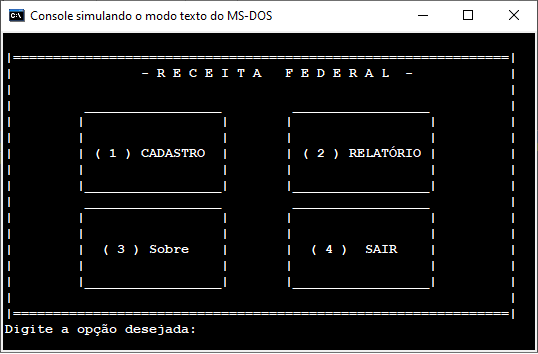 Console simulando o modo texto do MS-DOS
- R E C E I T A F E D E R A L -
( 1 ) CADASTRO ( 2 ) RELATÓRIO
( 3 ) Sobre ( 4 ) SAIR
Digite a opção desejada: